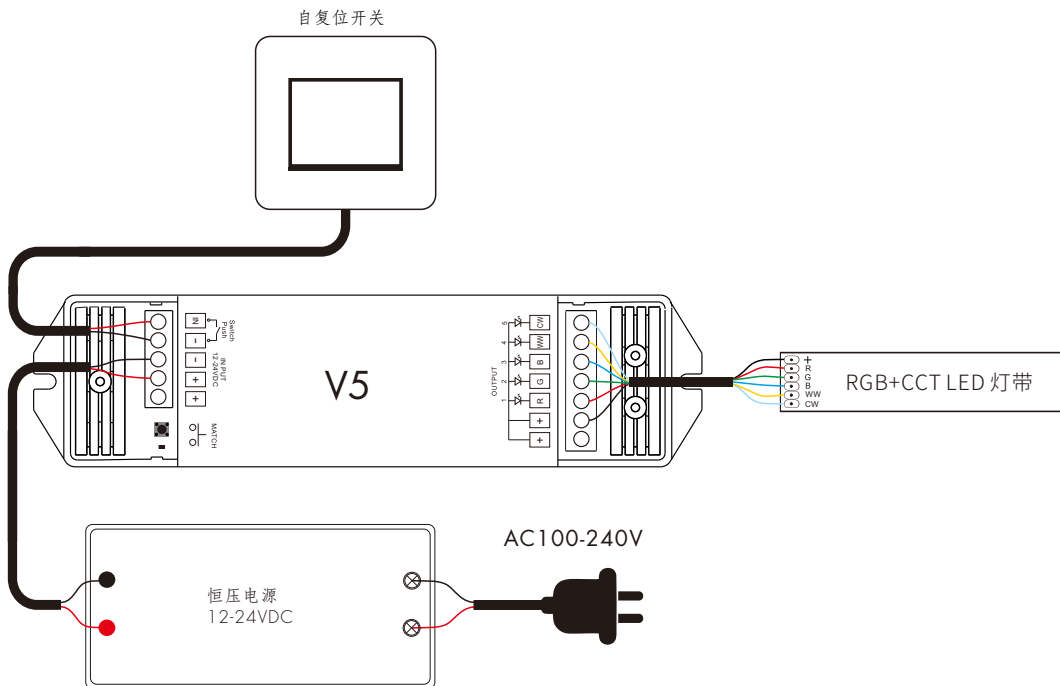 自复位开关
IN
−
−
+
+
Push
Switch
INPUT
12-24VDC
MATCH
V5
OUTPUT
5
CW
4
WW
3
B
2
G
1
R
+
+
+
R
G
B
WW
CW
RGB+CCT LED 灯带
AC100-240V
恒压电源
12-24VDC